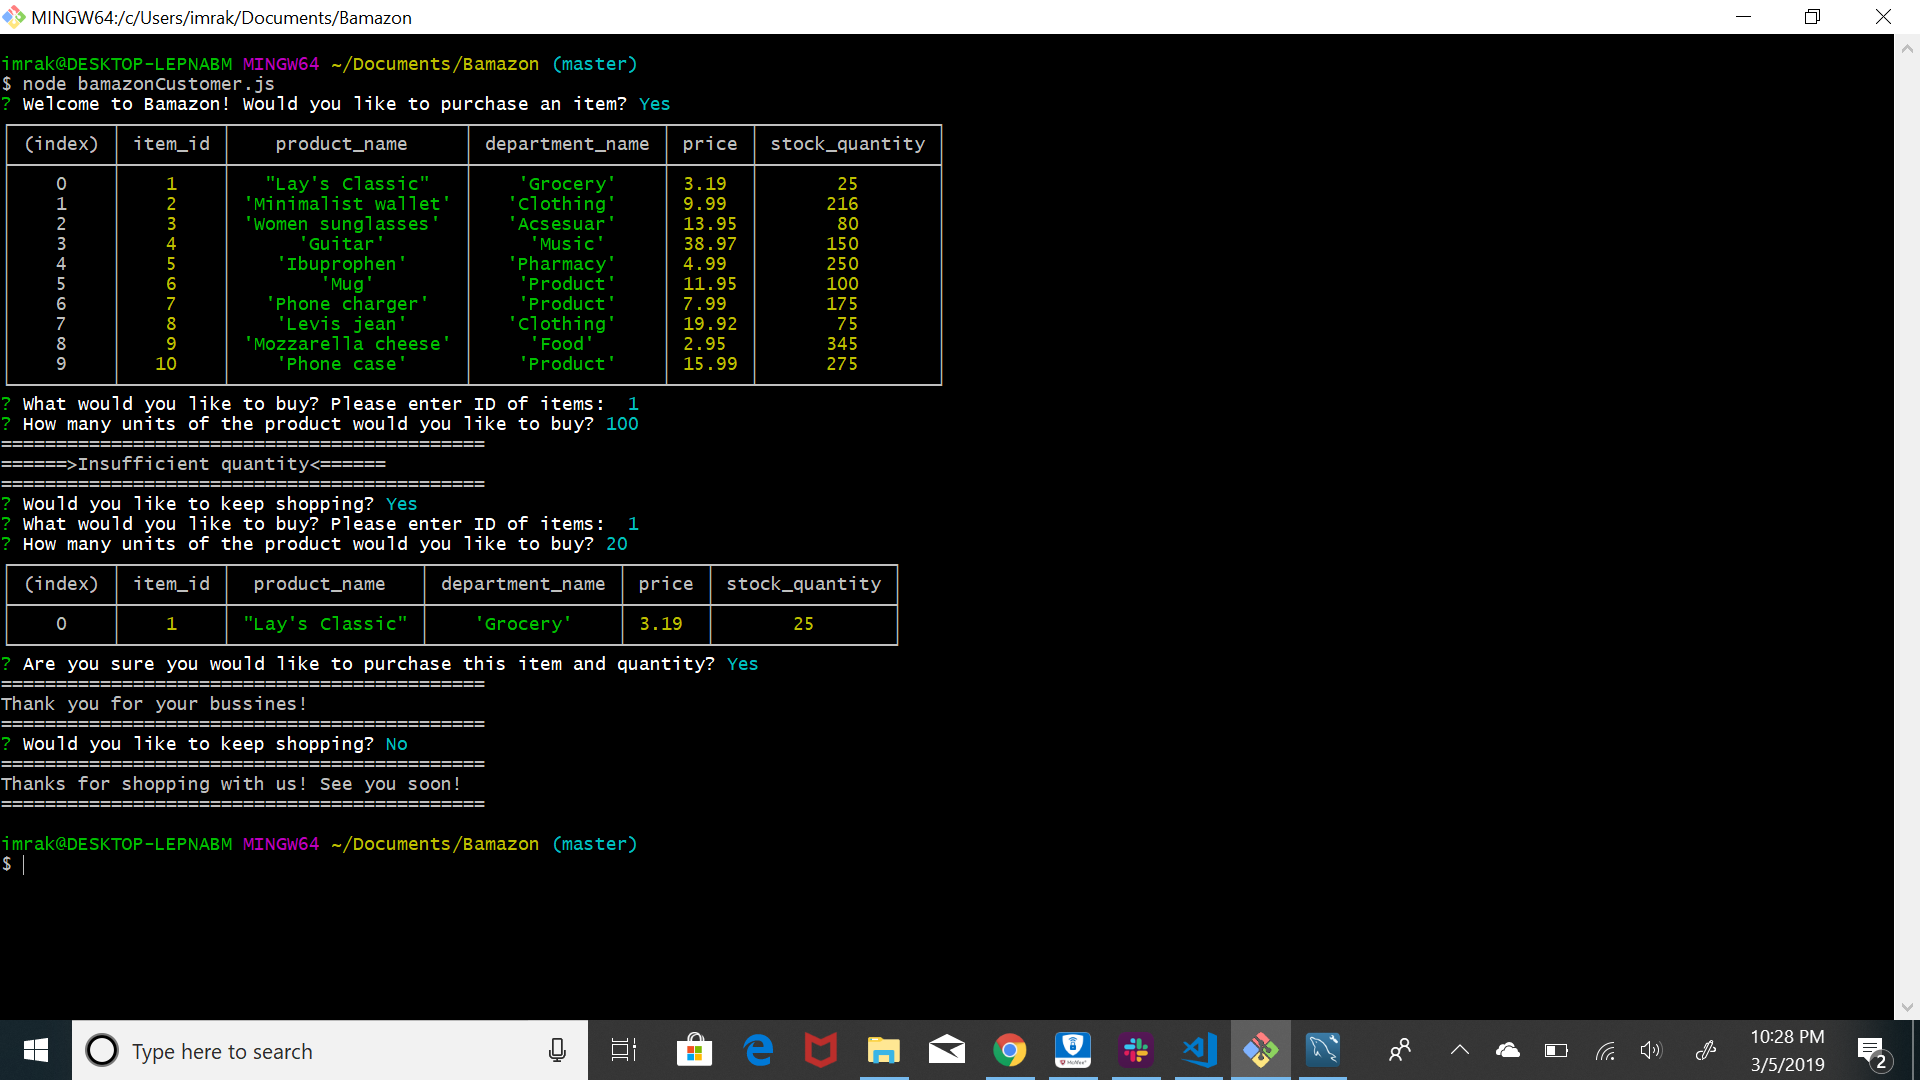 MINGW64:/c/Users/imrak/Documents/Bamazon
imrak@DESKTOP-LEPNABM MINGW64 ~/Documents/Bamazon (master)
$ node bamazonCustomer.js
? Welcome to Bamazon! Would you like to purchase an item? Yes
(index) item_id product_name department_name price stock_quantity
0 1 "Lay's Classic" 'Grocery' 3.19 25
1 2 'Minimalist wallet' 'Clothing' 9.99 216
2 3 'Women sunglasses' 'Acsesuar' 13.95 80
3 4 'Guitar' 'Music' 38.97 150
4 5 'Ibuprophen' 'Pharmacy' 4.99 250
5 6 'Mug' 'Product' 11.95 100
6 7 'Phone charger' 'Product' 7.99 175
7 8 'Levis jean' 'Clothing' 19.92 75
8 9 'Mozzarella cheese' 'Food' 2.95 345
9 10 'Phone case' 'Product' 15.99 275
? What would you like to buy? Please enter ID of items: 1
? How many units of the product would you like to buy? 100
============================================
======>Insufficient quantity<======
============================================
? Would you like to keep shopping? Yes
? What would you like to buy? Please enter ID of items: 1
? How many units of the product would you like to buy? 20
(index) item_id product_name department_name price stock_quantity
0 1 "Lay's Classic" 'Grocery' 3.19 25
? Are you sure you would like to purchase this item and quantity? Yes
============================================
Thank you for your bussines!
============================================
? Would you like to keep shopping? No
============================================
Thanks for shopping with us! See you soon!
============================================
imrak@DESKTOP-LEPNABM MINGW64 ~/Documents/Bamazon (master)
$
Type here to search
10:28 PM
3/5/2019
2